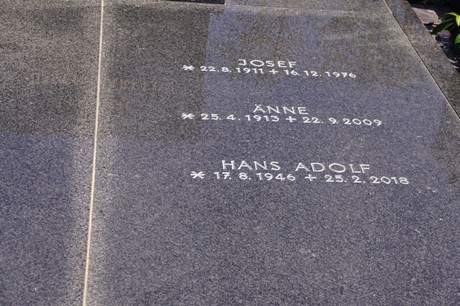 JOSEF
* 22.8.1911 + 16.12.1976
ÄNNE
* 25.4.1913 + 22.9.2009
HANS ADOLF
* 17.8.1946 + 25.2.2018